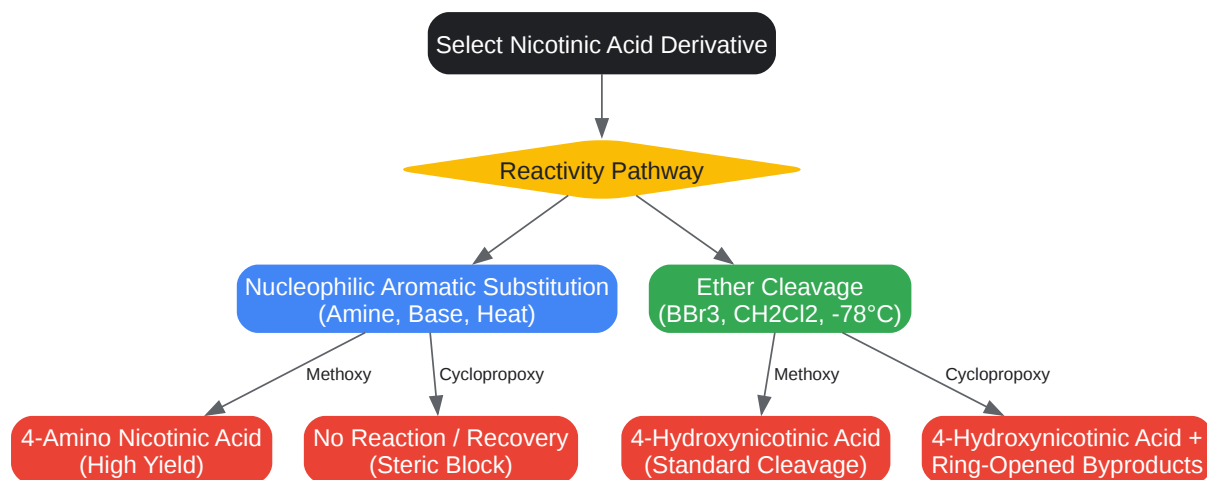 Select Nicotinic Acid Derivative
Reactivity Pathway
Nucleophilic Aromatic Substitution
(Amine, Base, Heat)
Ether Cleavage
(BBr3, CH2Cl2, -78°C)
Methoxy
Cyclopropoxy
Methoxy
Cyclopropoxy
4-Amino Nicotinic Acid
(High Yield)
No Reaction / Recovery
(Steric Block)
4-Hydroxynicotinic Acid
(Standard Cleavage)
4-Hydroxynicotinic Acid +
Ring-Opened Byproducts